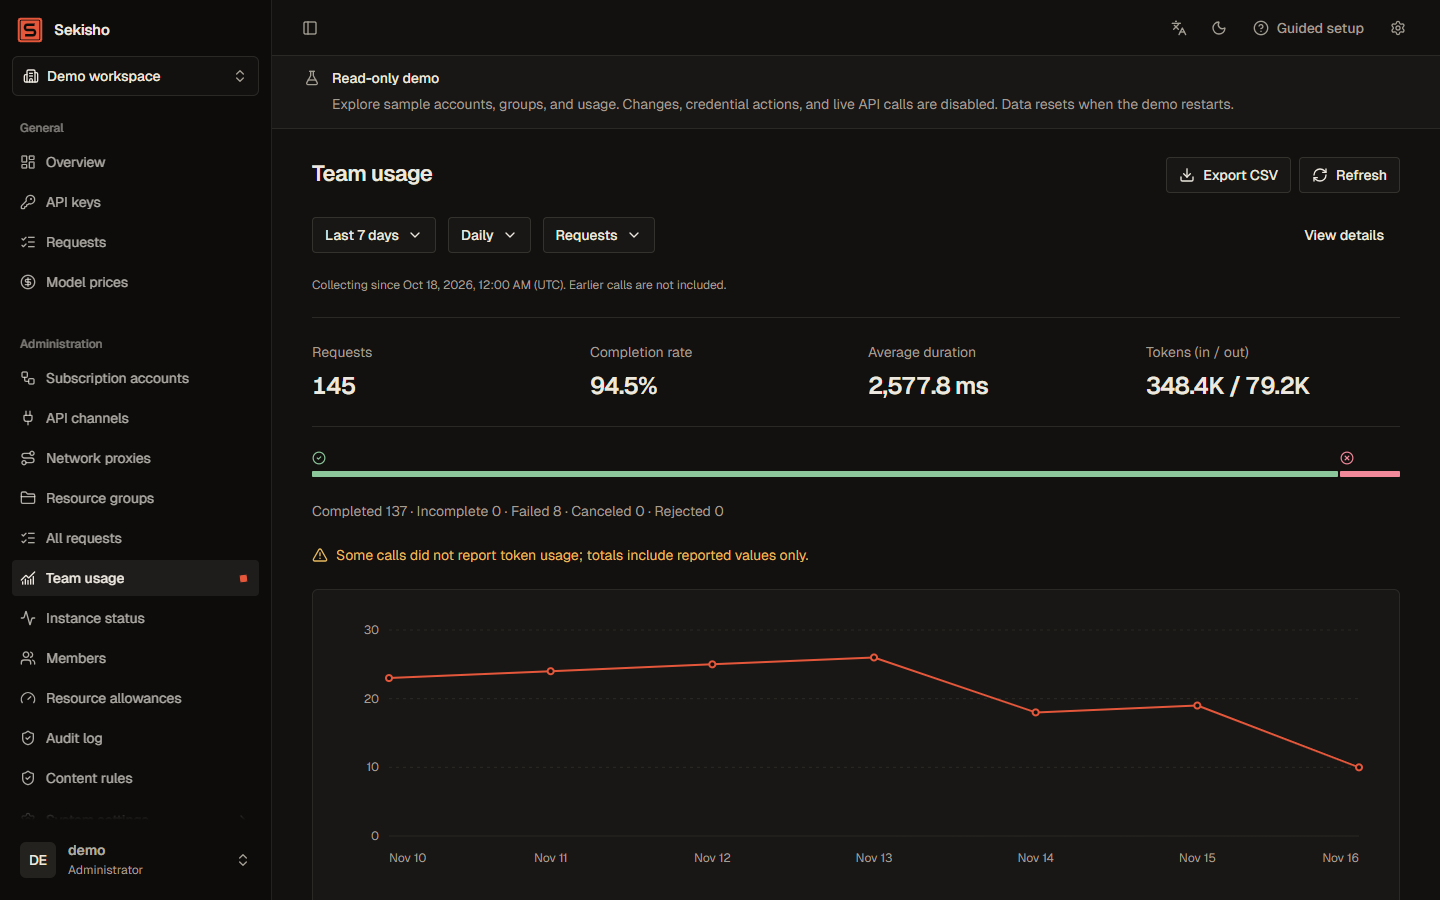 Sekisho
Demo workspace
General
Overview
API keys
Requests
Model prices
Administration
Subscription accounts
API channels
Network proxies
Resource groups
All requests
Team usage
Instance status
Members
Resource allowances
Audit log
Content rules
DE
demo
Administrator
Guided setup
Read-only demo
Explore sample accounts, groups, and usage. Changes, credential actions, and live API calls are disabled. Data resets when the demo restarts.
Team usage
Export CSV
Refresh
Last 7 days
Daily
Requests
View details
Collecting since Oct 18, 2026, 12:00 AM (UTC). Earlier calls are not included.
Requests
145
Completion rate
94.5%
Average duration
2,577.8 ms
Tokens (in / out)
348.4K / 79.2K
Completed 137 · Incomplete 0 · Failed 8 · Canceled 0 · Rejected 0
Some calls did not report token usage; totals include reported values only.
30
20
10
0
Nov 10
Nov 11
Nov 12
Nov 13
Nov 14
Nov 15
Nov 16